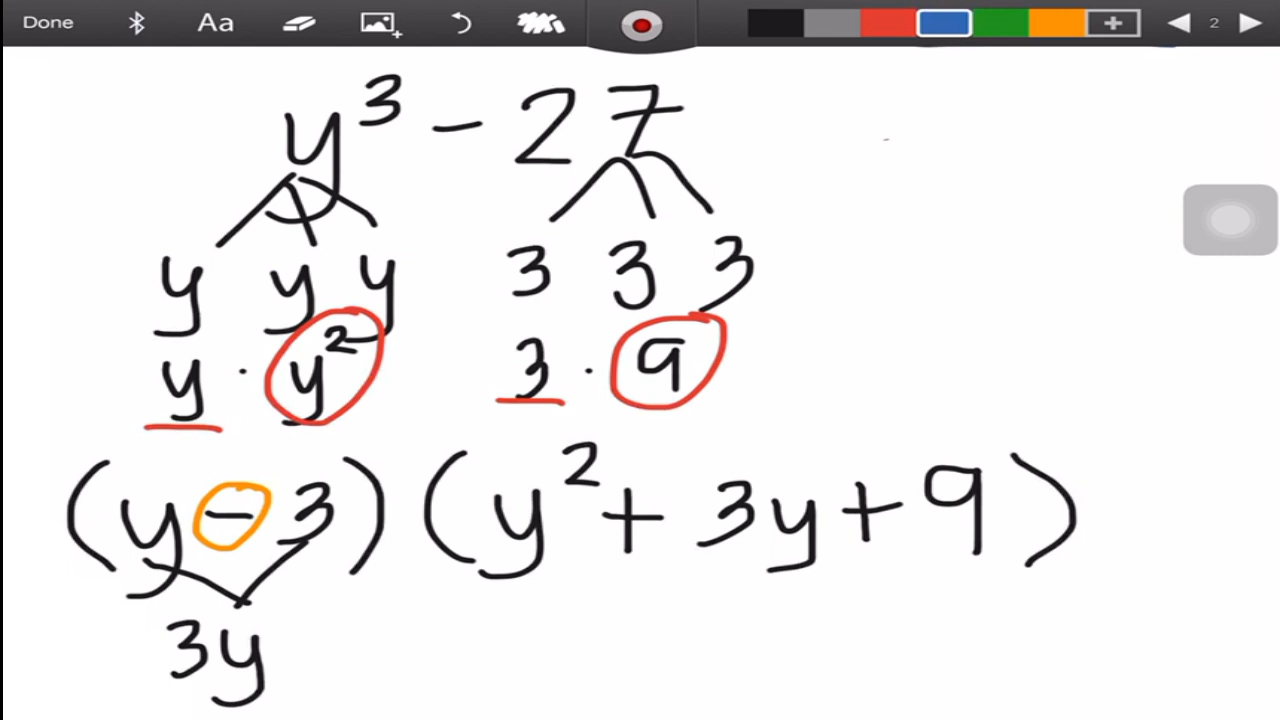 Done Aa 2
y³ - 27
y y y 3 3 3
y · y² 3 · 9
(y - 3)(y² + 3y + 9)
3y